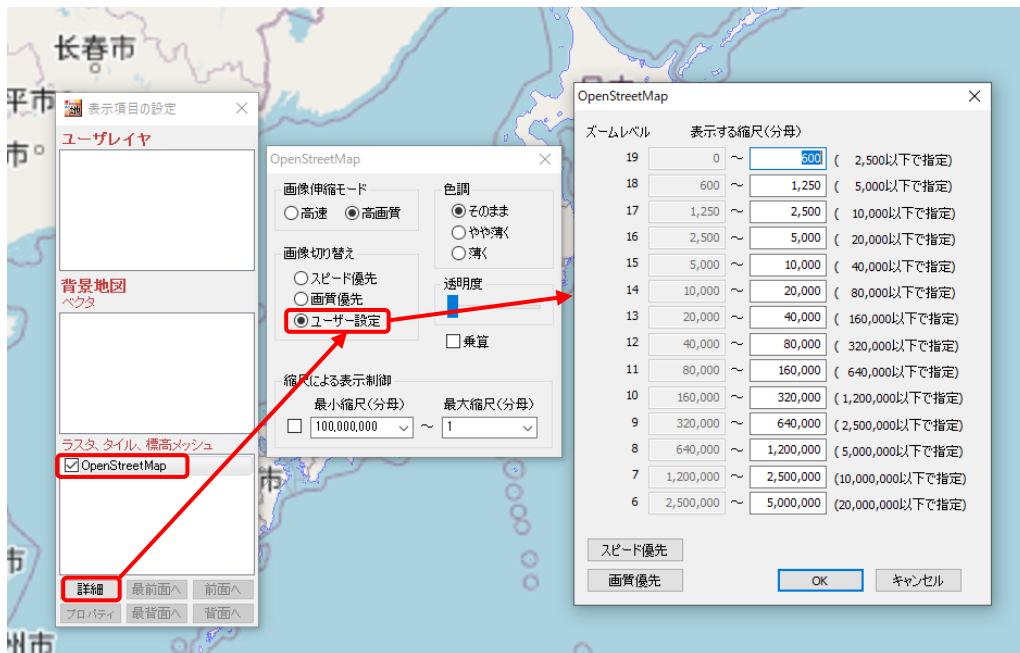 长春市
平市
市
表示項目の設定
ユーザレイヤ
背景地図
ベクタ
ラスタ、タイル、標高メッシュ
OpenStreetMap
詳細 最前面へ 前面へ
プロパティ 最背面へ 背面へ
市
市
州市
OpenStreetMap
画像伸縮モード
高速 高画質
画像切り替え
スピード優先
画質優先
ユーザー設定
色調
そのまま
やや薄く
薄く
透明度
乗算
縮尺による表示制御
最小縮尺(分母) 最大縮尺(分母)
100,000,000 ～ 1
OpenStreetMap
ズームレベル 表示する縮尺(分母)
19 0 ～ 600 ( 2,500以下で指定)
18 600 ～ 1,250 ( 5,000以下で指定)
17 1,250 ～ 2,500 ( 10,000以下で指定)
16 2,500 ～ 5,000 ( 20,000以下で指定)
15 5,000 ～ 10,000 ( 40,000以下で指定)
14 10,000 ～ 20,000 ( 80,000以下で指定)
13 20,000 ～ 40,000 ( 160,000以下で指定)
12 40,000 ～ 80,000 ( 320,000以下で指定)
11 80,000 ～ 160,000 ( 640,000以下で指定)
10 160,000 ～ 320,000 ( 1,200,000以下で指定)
9 320,000 ～ 640,000 ( 2,500,000以下で指定)
8 640,000 ～ 1,200,000 ( 5,000,000以下で指定)
7 1,200,000 ～ 2,500,000 (10,000,000以下で指定)
6 2,500,000 ～ 5,000,000 (20,000,000以下で指定)
スピード優先
画質優先 OK キャンセル